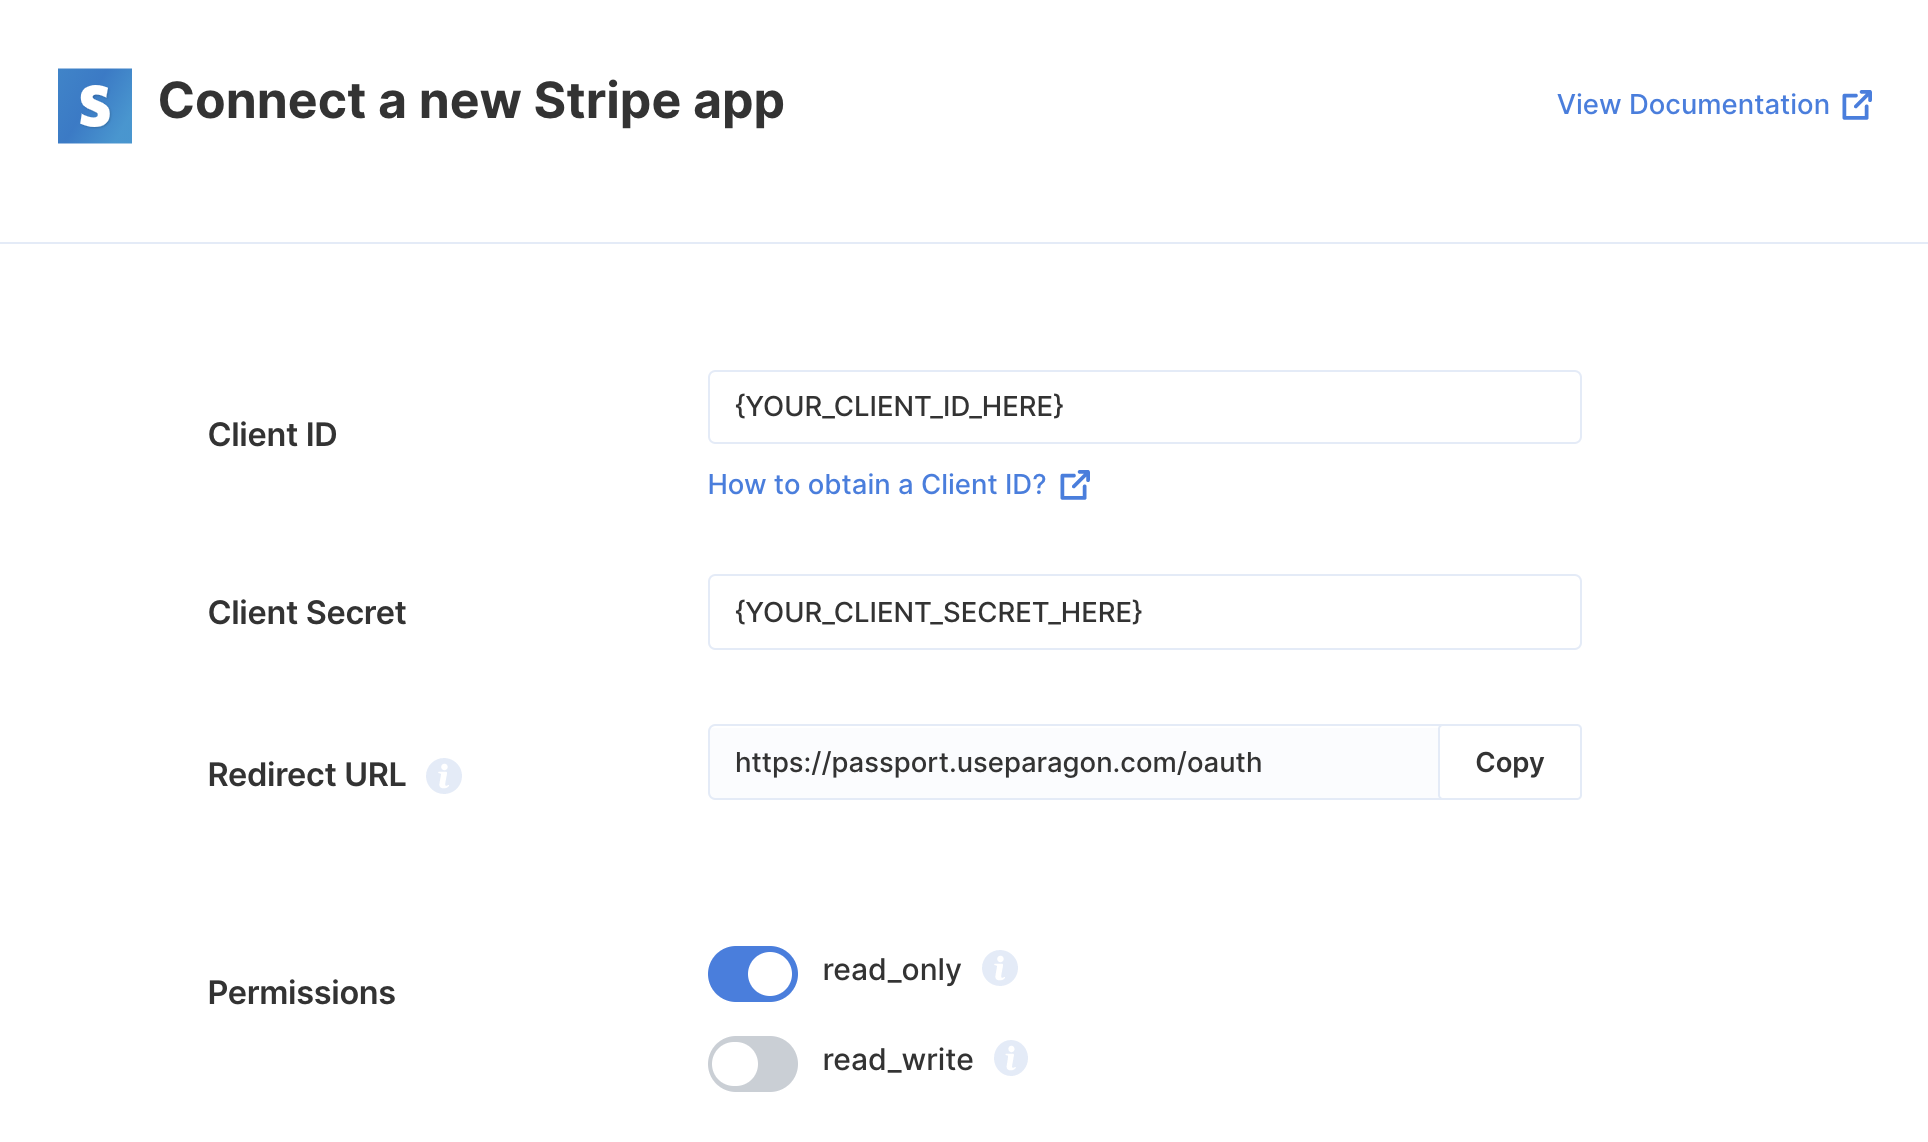 S
Connect a new Stripe app
View Documentation
Client ID
{YOUR_CLIENT_ID_HERE}
How to obtain a Client ID?
Client Secret
{YOUR_CLIENT_SECRET_HERE}
Redirect URL i
https://passport.useparagon.com/oauth
Copy
Permissions
read_only i
read_write i